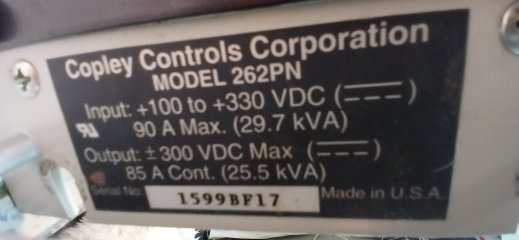 Copley Controls Corporation
MODEL 262PN
Input: +100 to +330 VDC (⎓)
90 A Max. (29.7 kVA)
Output: ±300 VDC Max (⎓)
85 A Cont. (25.5 kVA)
Serial No: 1599BF17 Made in U.S.A.